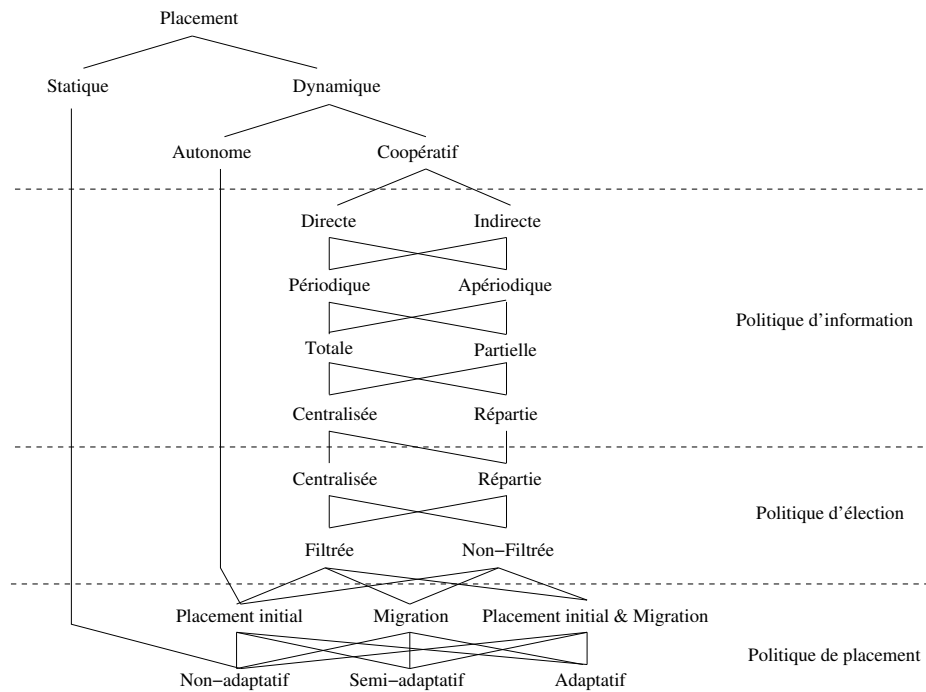 Placement
Statique Dynamique
Autonome Coopératif
Directe Indirecte
Périodique Apériodique
Politique d'information
Totale Partielle
Centralisée Répartie
Centralisée Répartie
Politique d'élection
Filtrée Non−Filtrée
Placement initial Migration Placement initial & Migration
Politique de placement
Non−adaptatif Semi−adaptatif Adaptatif